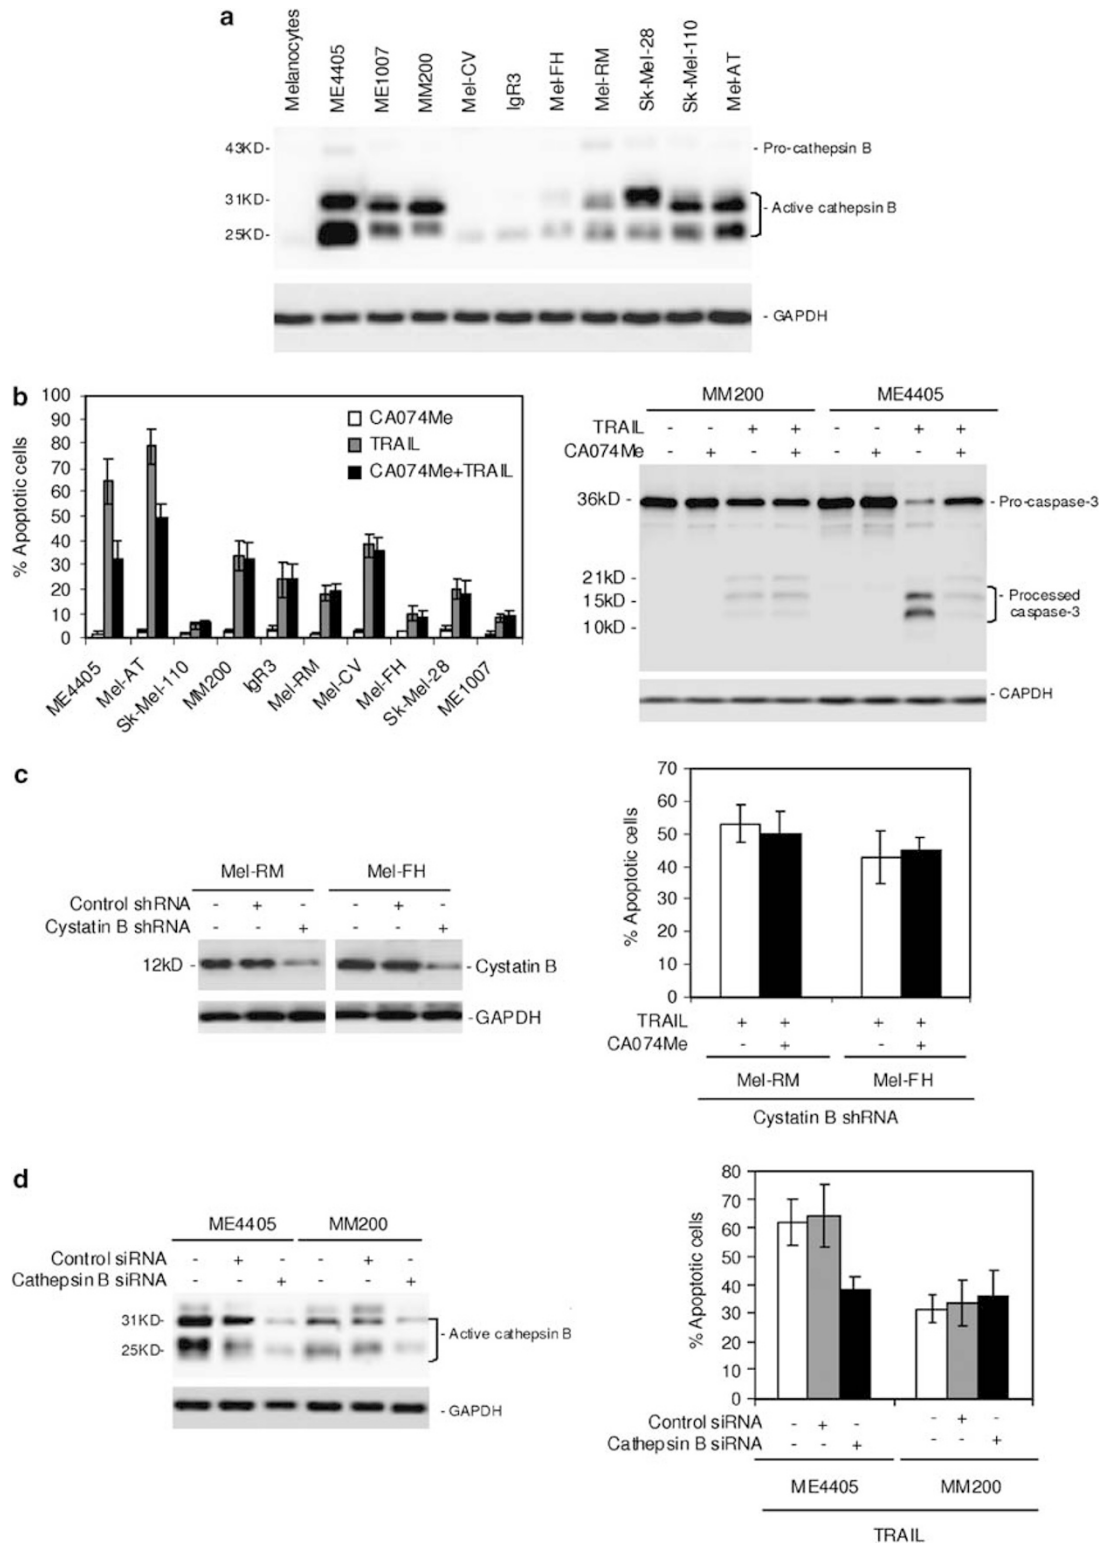 a
Melanocytes
ME4405
ME1007
MM200
Mel-CV
IgR3
Mel-FH
Mel-RM
Sk-Mel-28
Sk-Mel-110
Mel-AT
43KD-
- Pro-cathepsin B
31KD-
- Active cathepsin B
25KD-
- GAPDH
b
100
90
80
70
60
50
40
30
20
10
0
% Apoptotic cells
CA074Me
TRAIL
CA074Me+TRAIL
ME4405
Mel-AT
Sk-Mel-110
MM200
IgR3
Mel-RM
Mel-CV
Mel-FH
Sk-Mel-28
ME1007
MM200 ME4405
TRAIL - - + + - - + +
CA074Me - + - + - + - +
36kD -
- Pro-caspase-3
21kD -
15kD -
- Processed
caspase-3
10kD -
- CAPDH
c
Mel-RM Mel-FH
Control shRNA - + - - + -
Cystatin B shRNA - - + - - +
12kD -
- Cystatin B
- GAPDH
70
60
50
40
30
20
10
0
% Apoptotic cells
TRAIL + + + +
CA074Me - + - +
Mel-RM Mel-FH
Cystatin B shRNA
d
ME4405 MM200
Control siRNA - + - - + -
Cathepsin B siRNA - - + - - +
31KD-
- Active cathepsin B
25KD-
- GAPDH
80
70
60
50
40
30
20
10
0
% Apoptotic cells
Control siRNA - + - - + -
Cathepsin B siRNA - - + - - +
ME4405 MM200
TRAIL